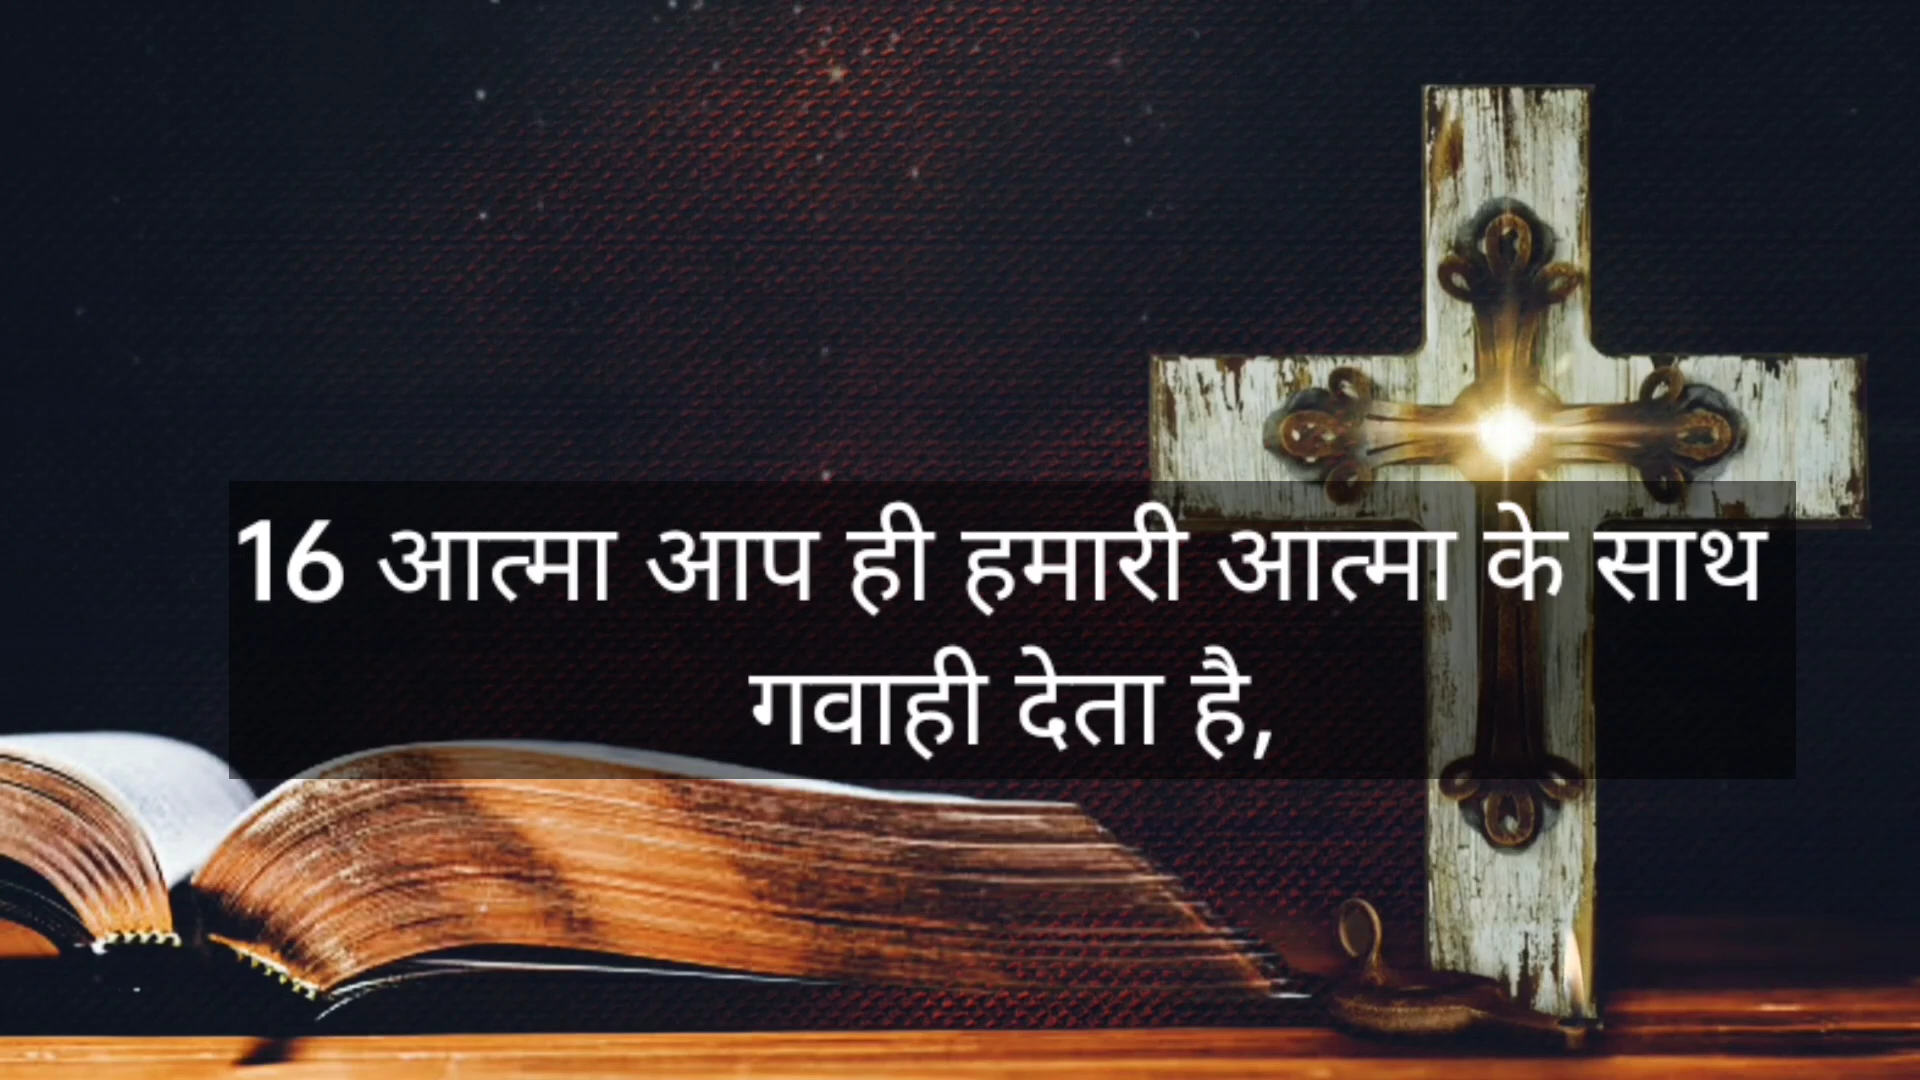 16 आत्मा आप ही हमारी आत्मा के साथ
गवाही देता है,